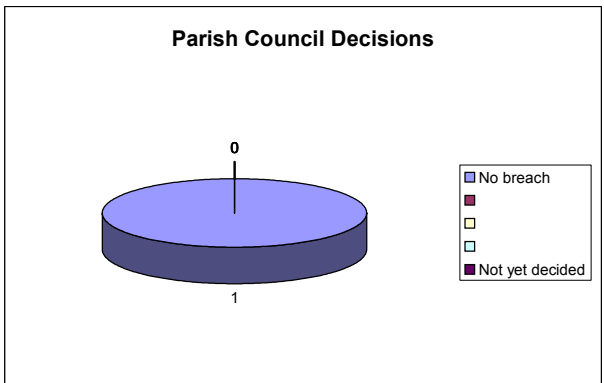 Parish Council Decisions
0
1
No breach
Not yet decided